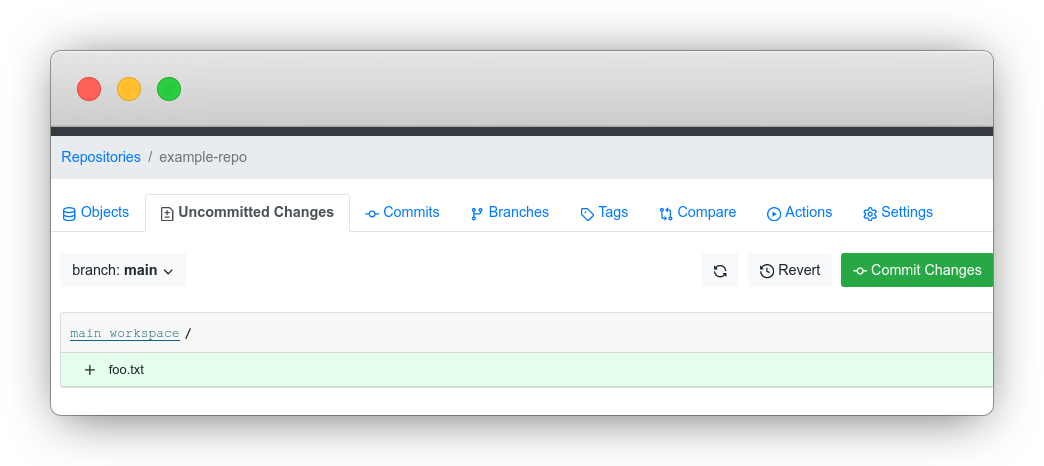 Repositories / example-repo
Objects Uncommitted Changes Commits Branches Tags Compare Actions Settings
branch: main Revert Commit Changes
main workspace /
+ foo.txt